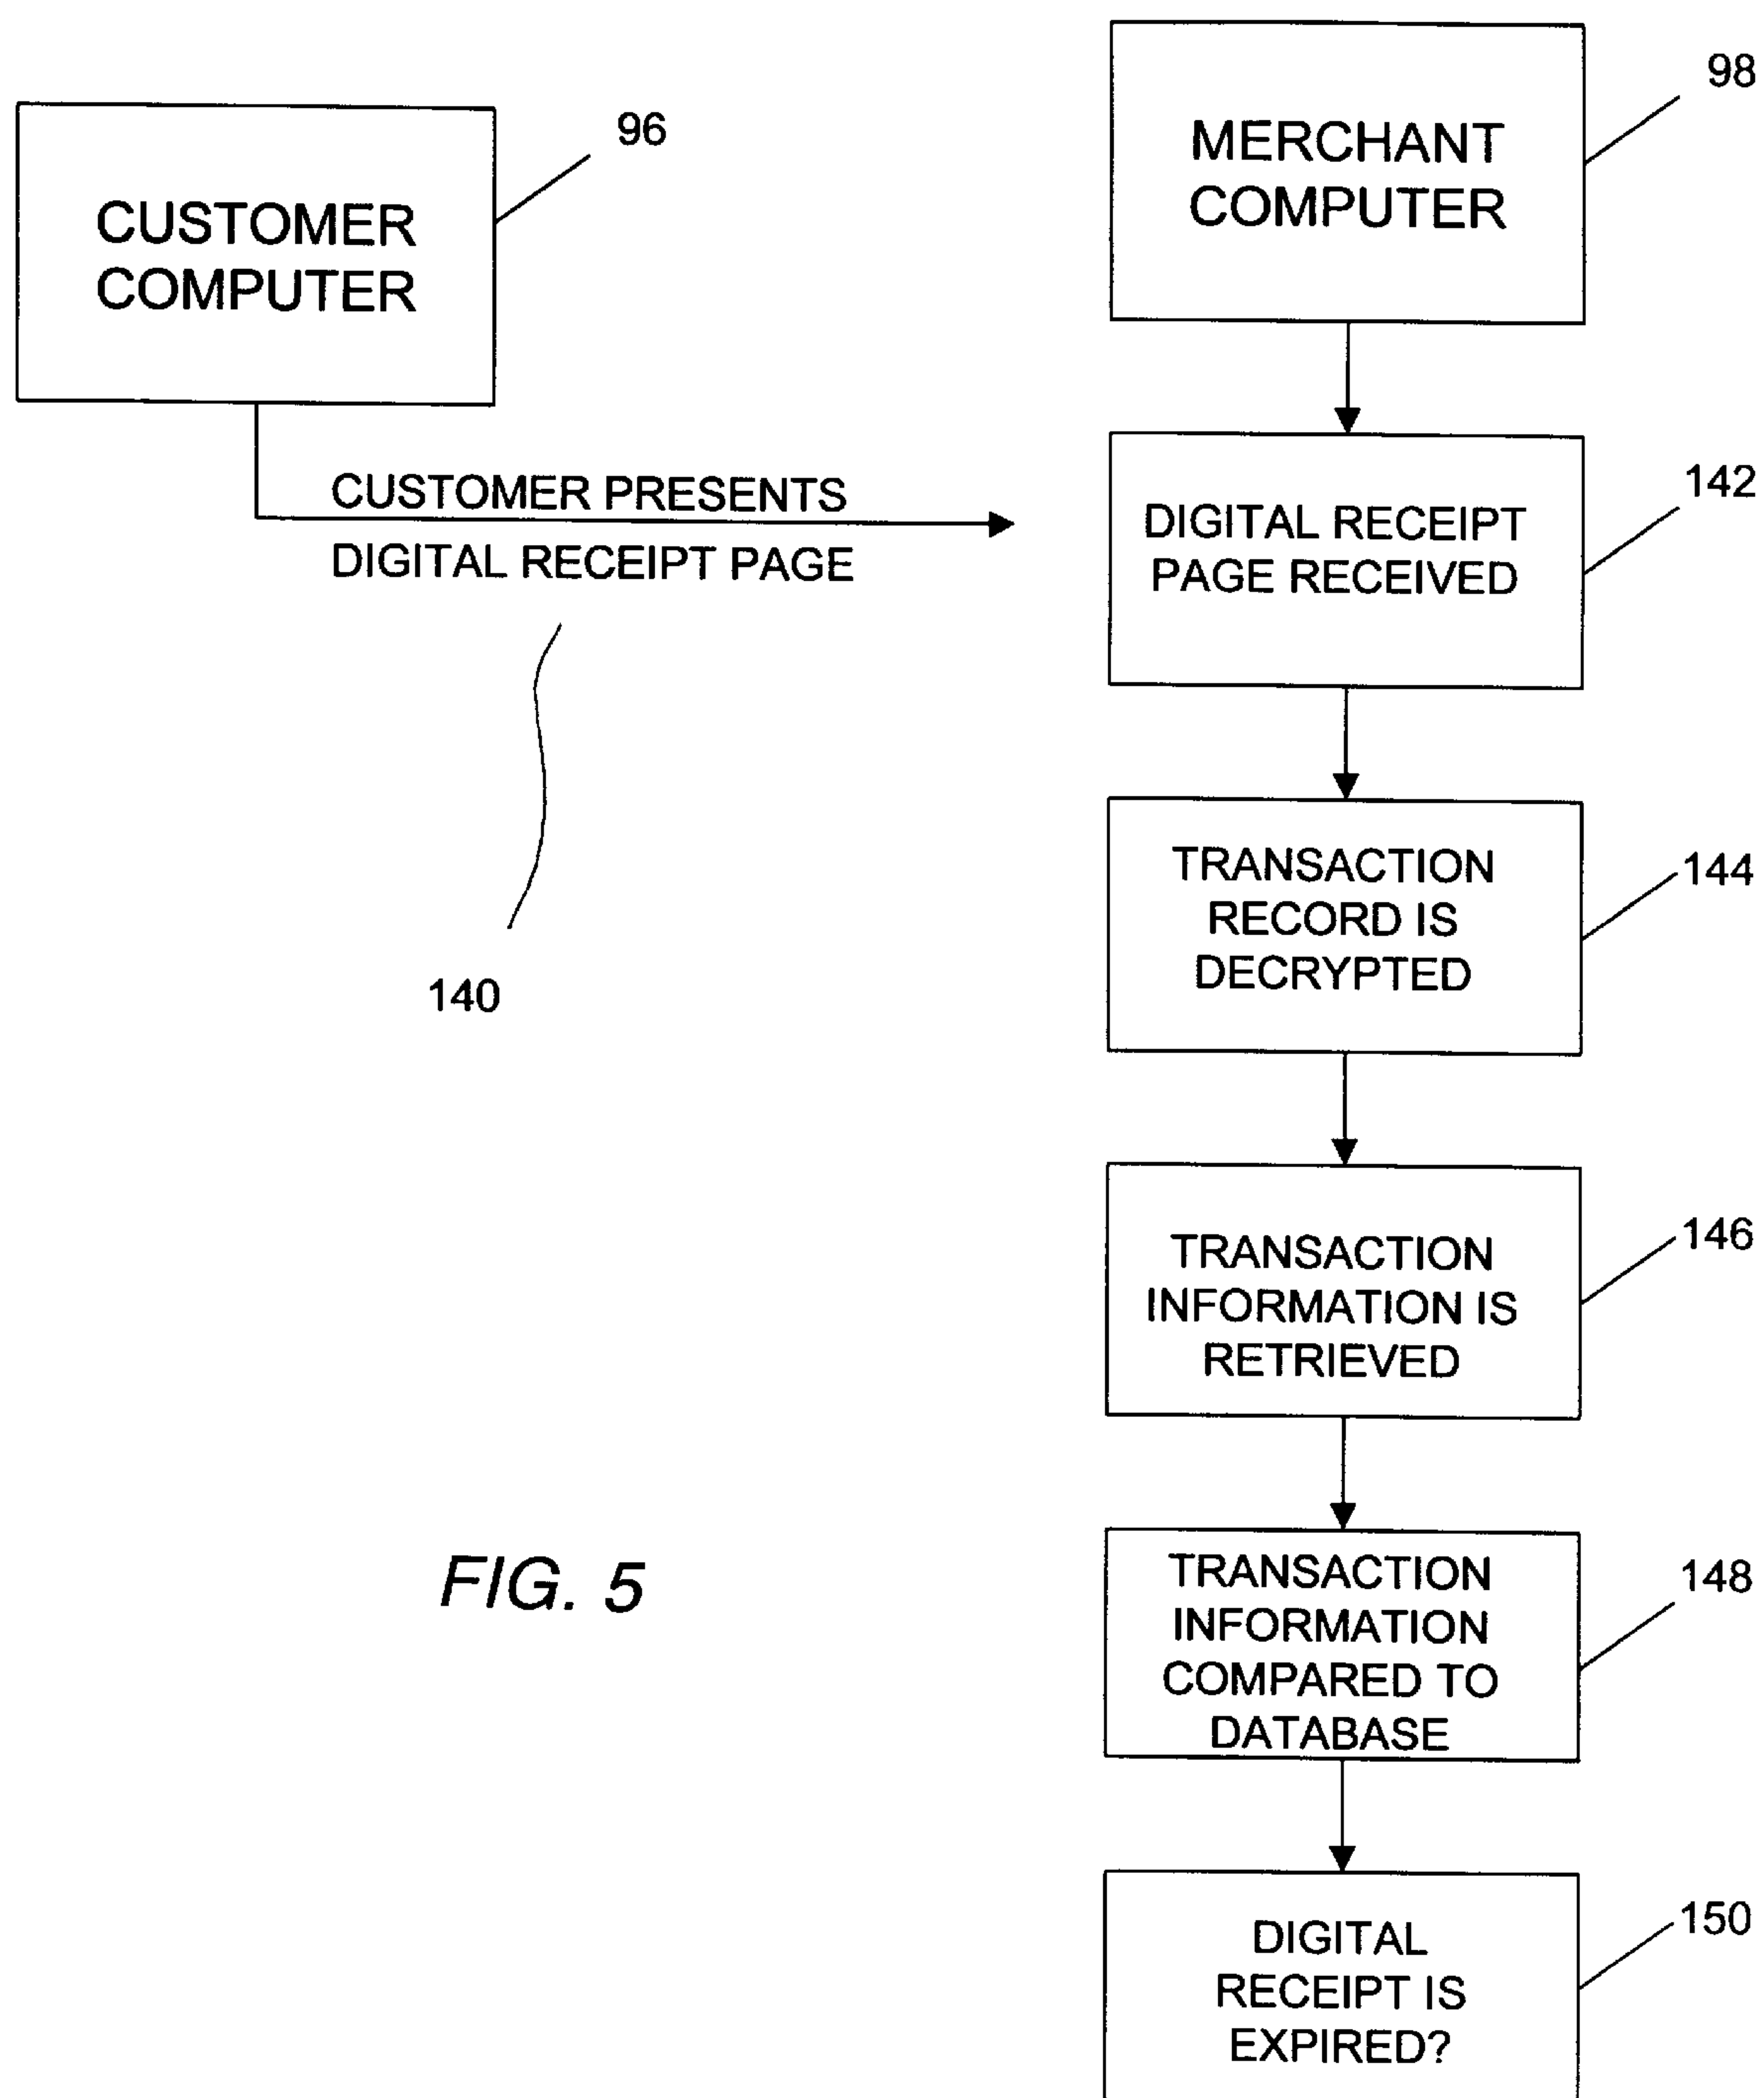 CUSTOMER
COMPUTER
96
CUSTOMER PRESENTS
DIGITAL RECEIPT PAGE
140
MERCHANT
COMPUTER
98
DIGITAL RECEIPT
PAGE RECEIVED
142
TRANSACTION
RECORD IS
DECRYPTED
144
TRANSACTION
INFORMATION IS
RETRIEVED
146
TRANSACTION
INFORMATION
COMPARED TO
DATABASE
148
DIGITAL
RECEIPT IS
EXPIRED?
150
FIG. 5